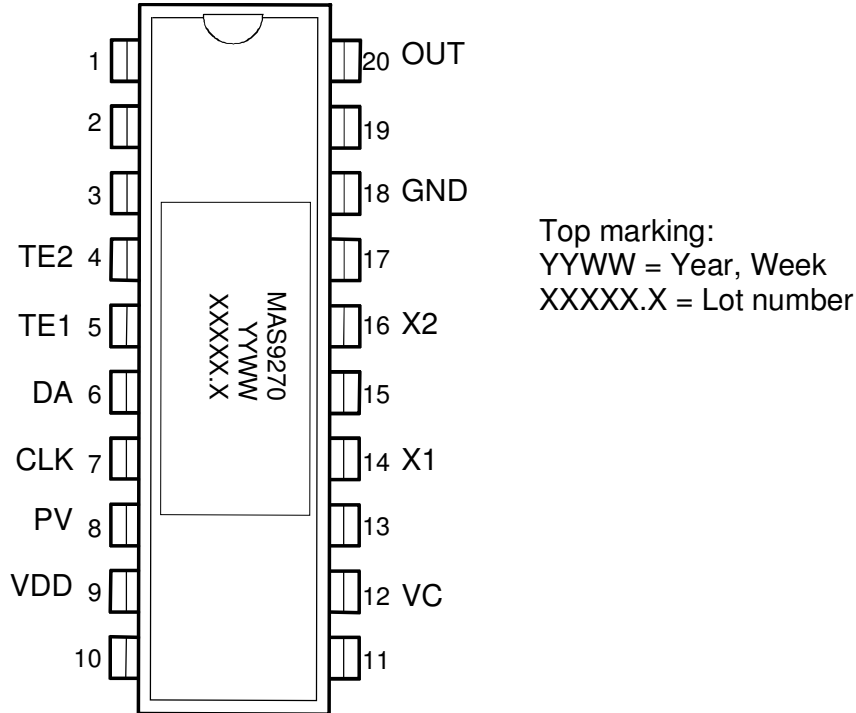 1
20 OUT
2
19
3
18 GND
TE2 4
17
TE1 5
16 X2
DA 6
15
CLK 7
14 X1
PV 8
13
VDD 9
12 VC
10
11
MAS9270
YYWW
XXXXX.X
Top marking:
YYWW = Year, Week
XXXXX.X = Lot number